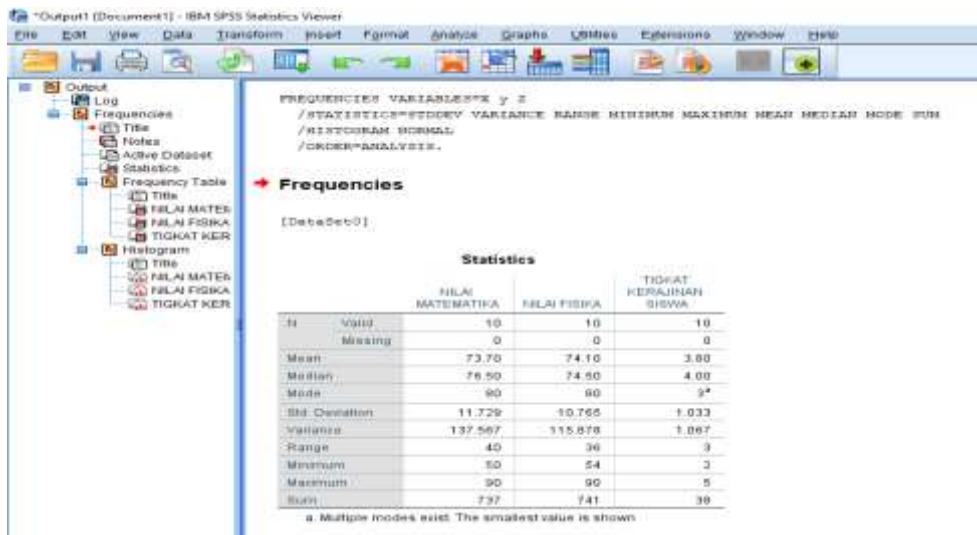 *Output1 [Document1] - IBM SPSS Statistics Viewer
File Edit View Data Transform Insert Format Analyze Graphs Utilities Extensions Window Help
Output
Log
Frequencies
Title
Notes
Active Dataset
Statistics
Frequency Table
Title
NILAI MATEM
NILAI FISIKA
TIGKAT KER
Histogram
Title
NILAI MATEM
NILAI FISIKA
TIGKAT KER
FREQUENCIES VARIABLES=X y Z
/STATISTICS=STDDEV VARIANCE RANGE MINIMUM MAXIMUM MEAN MEDIAN MODE SUM
/HISTOGRAM NORMAL
/ORDER=ANALYSIS.
Frequencies
[DataSet0]
Statistics
NILAI MATEMATIKA NILAI FISIKA TIGKAT KERAJINAN SISWA
N Valid 10 10 10
Missing 0 0 0
Mean 73.70 74.10 3.80
Median 76.50 74.50 4.00
Mode 80 80 3a
Std. Deviation 11.729 10.765 1.033
Variance 137.567 115.878 1.067
Range 40 36 3
Minimum 50 54 2
Maximum 90 90 5
Sum 737 741 38
a. Multiple modes exist. The smallest value is shown